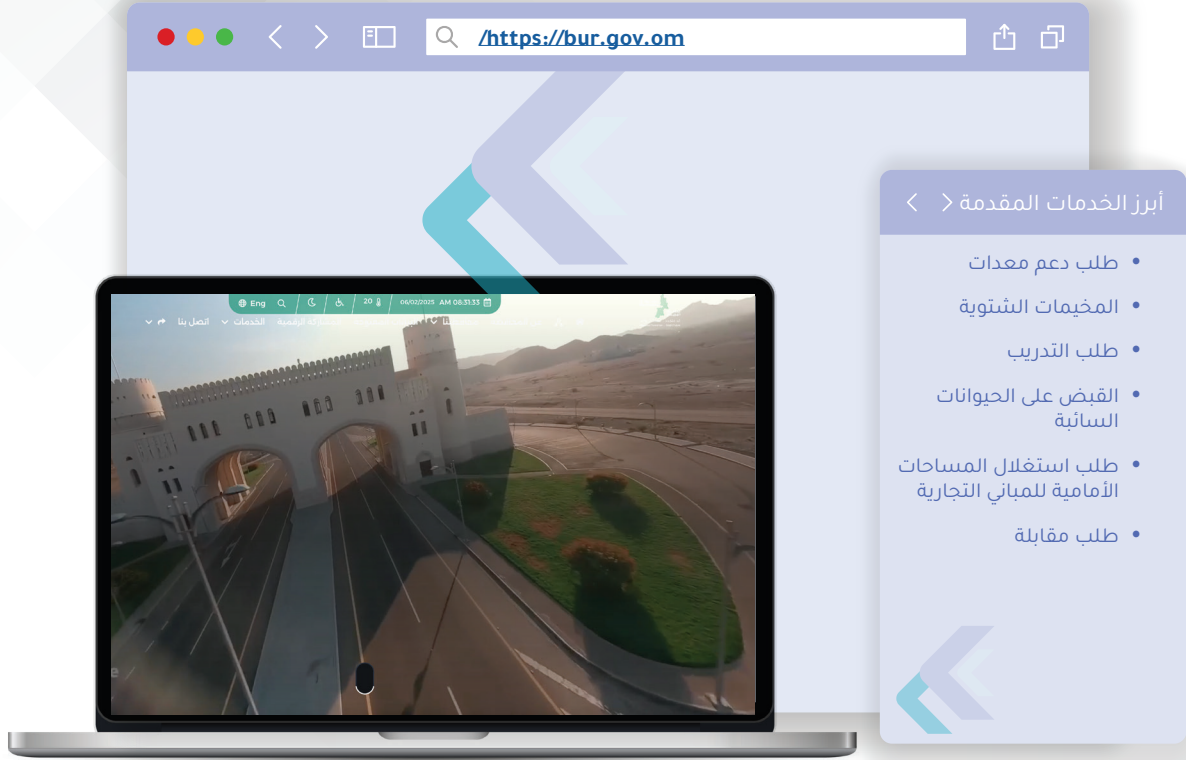 /https://bur.gov.om
أبرز الخدمات المقدمة
• طلب دعم معدات
• المخيمات الشتوية
• طلب التدريب
• القبض على الحيوانات
السائبة
• طلب استغلال المساحات
الأمامية للمباني التجارية
• طلب مقابلة
Eng
20
06/02/2025 AM 08:31:33
الرقمية
الخدمات
اتصل بنا